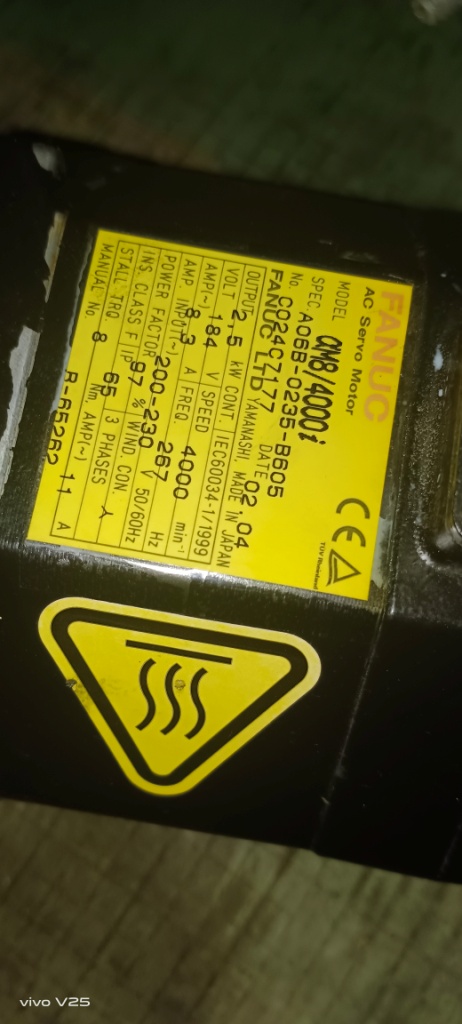 FANUC
AC Servo Motor
TÜV Rheinland
MODEL αM8/4000i
SPEC. A06B-0235-B605
No. C024CZ177 DATE 02.04
FANUC LTD YAMANASHI, MADE IN JAPAN
OUTPUT 2.5 kW CONT. IEC60034-1/1999
VOLT 184 V SPEED 4000 min⁻¹
AMP(~) 8.3 A FREQ. 267 Hz
AMP INPUT(~) 200-230 V 50/60Hz
POWER FACTOR 97 % WIND. CON. 人
INS. CLASS F IP 65 3 PHASES
STALL TRQ. 8 Nm AMP(~) 11 A
MANUAL No. B-65262
vivo V25